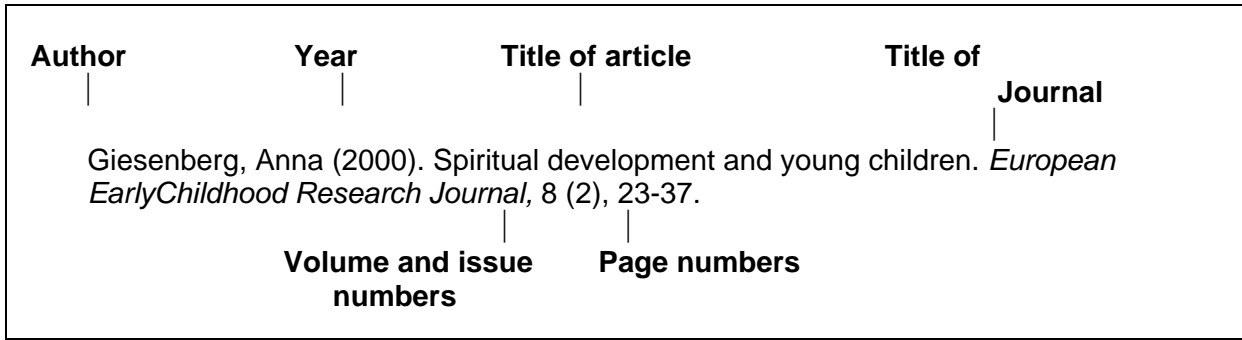 Author Year Title of article Title of
Journal
Giesenberg, Anna (2000). Spiritual development and young children. European
EarlyChildhood Research Journal, 8 (2), 23-37.
Volume and issue Page numbers
numbers